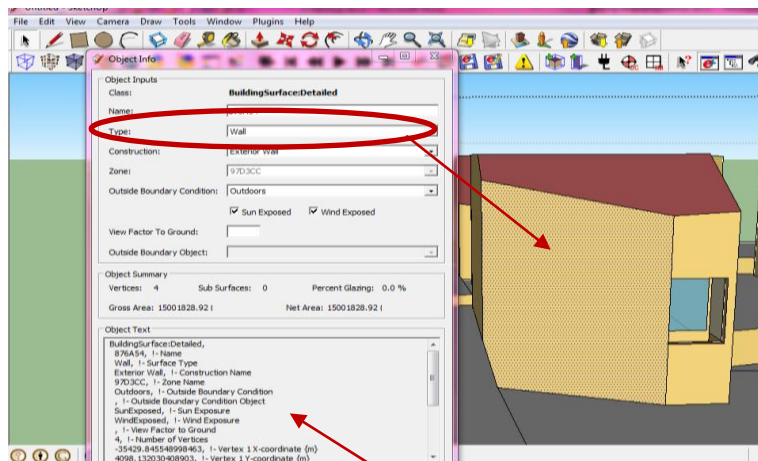 Untitled - SketchUp
File Edit View Camera Draw Tools Window Plugins Help
Object Info
Object Inputs
Class: BuildingSurface:Detailed
Name:
Type: Wall
Construction: Exterior Wall
Zone: 97D3CC
Outside Boundary Condition: Outdoors
Sun Exposed Wind Exposed
View Factor To Ground:
Outside Boundary Object:
Object Summary
Vertices: 4 Sub Surfaces: 0 Percent Glazing: 0.0 %
Gross Area: 15001828.92 ( Net Area: 15001828.92 (
Object Text
BuildingSurface:Detailed,
876A54, !- Name
Wall, !- Surface Type
Exterior Wall, !- Construction Name
97D3CC, !- Zone Name
Outdoors, !- Outside Boundary Condition
, !- Outside Boundary Condition Object
SunExposed, !- Sun Exposure
WindExposed, !- Wind Exposure
, !- View Factor to Ground
4, !- Number of Vertices
-35429.845548998463, !- Vertex 1 X-coordinate {m}
4098.132030408903, !- Vertex 1 Y-coordinate {m}